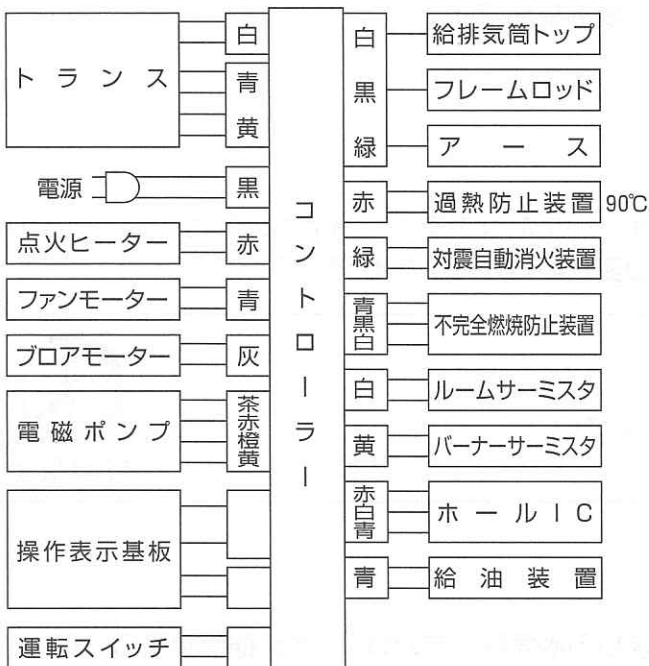 トランス
白
青
黄
電源
黒
点火ヒーター
赤
ファンモーター
青
ブロアモーター
灰
電磁ポンプ
茶
赤
橙
黄
操作表示基板
運転スイッチ
コントローラー
白
給排気筒トップ
黒
フレームロッド
緑
アース
赤
過熱防止装置 90℃
緑
対震自動消火装置
青
黒
白
不完全燃焼防止装置
白
ルームサーミスタ
黄
バーナーサーミスタ
赤
白
青
ホールIC
青
給油装置